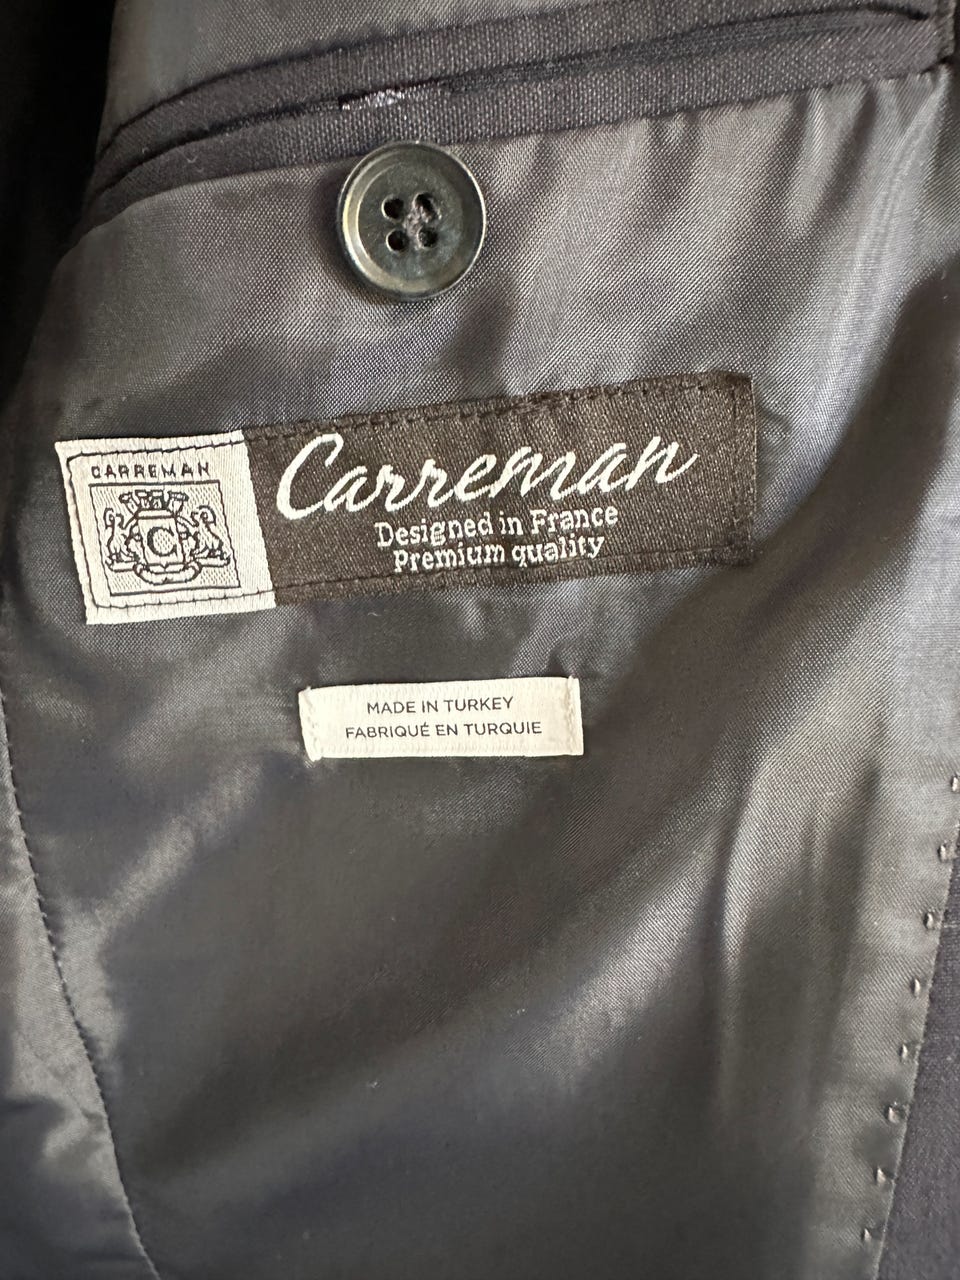 CARREMAN
C
Carreman
Designed in France
Premium quality
MADE IN TURKEY
FABRIQUÉ EN TURQUIE